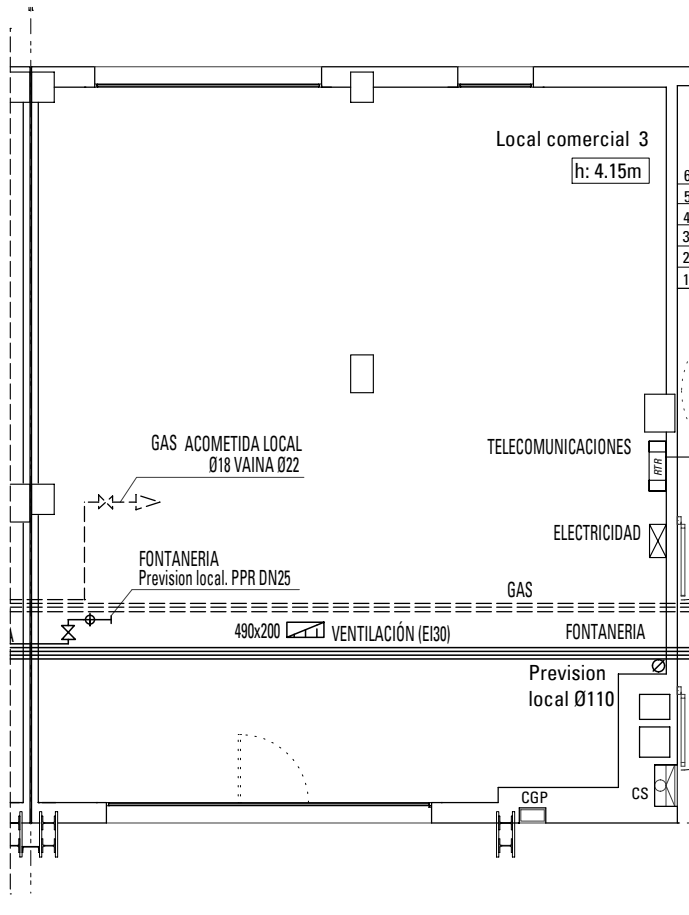 Local comercial 3
h: 4.15m
6
5
4
3
2
1
GAS ACOMETIDA LOCAL
Ø18 VAINA Ø22
TELECOMUNICACIONES
RTR
ELECTRICIDAD
FONTANERIA
Prevision local. PPR DN25
GAS
490x200
VENTILACIÓN (EI30)
FONTANERIA
Prevision
local Ø110
CGP
CS